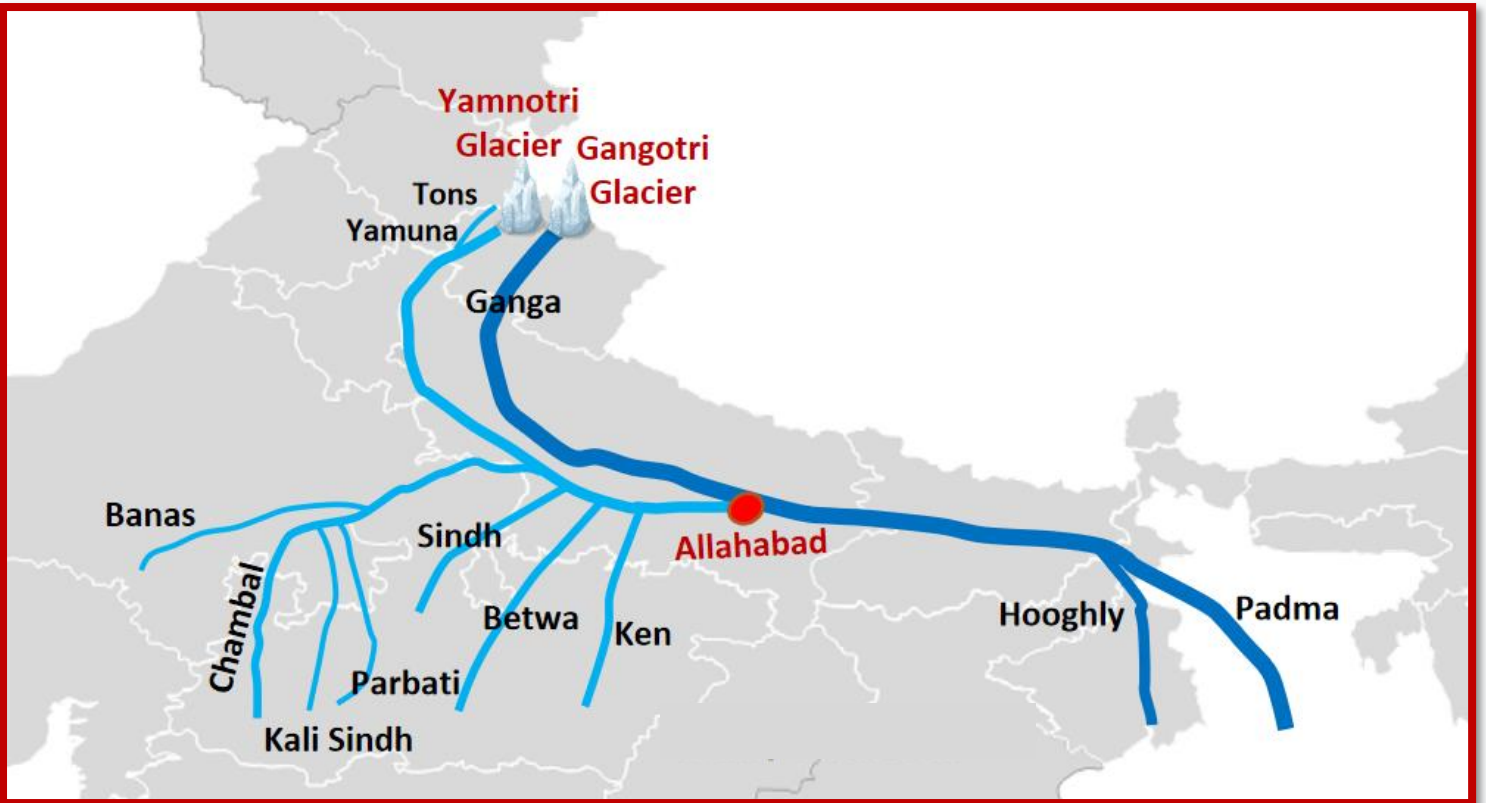 Yamnotri
Glacier
Gangotri
Glacier
Tons
Yamuna
Ganga
Banas
Sindh
Allahabad
Chambal
Betwa
Ken
Hooghly
Padma
Parbati
Kali Sindh